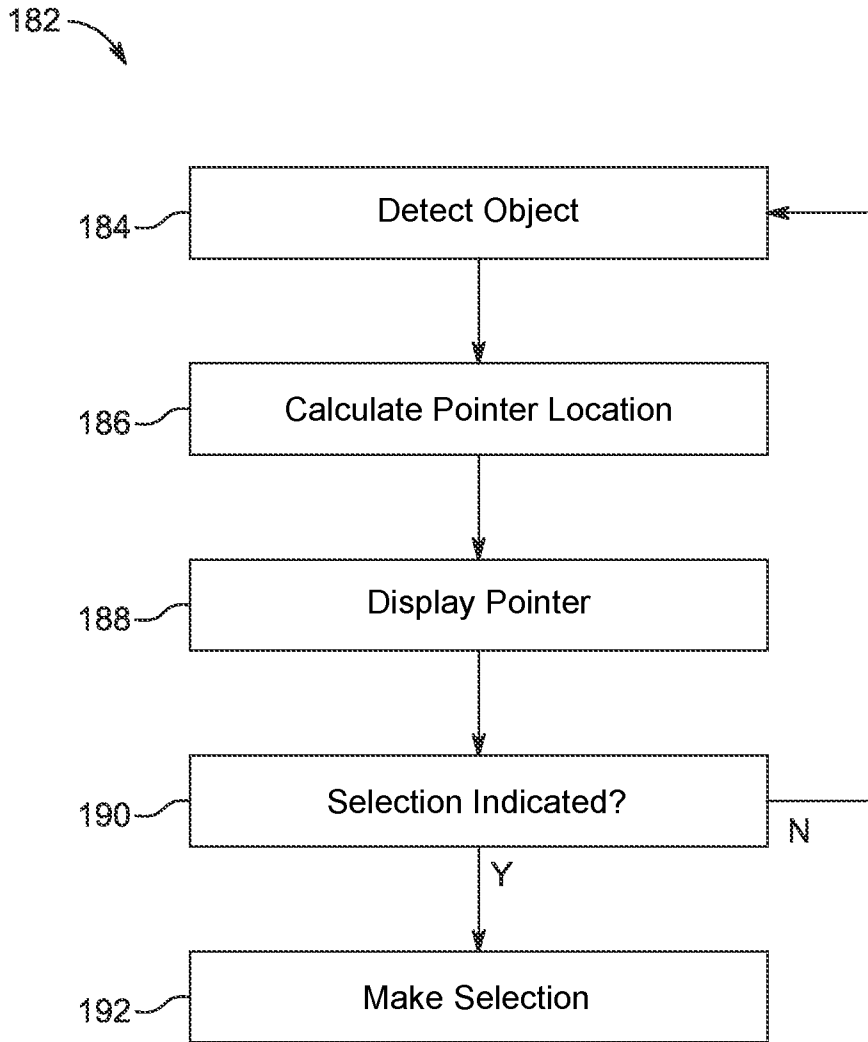 182
184
Detect Object
186
Calculate Pointer Location
188
Display Pointer
190
Selection Indicated?
N
Y
192
Make Selection